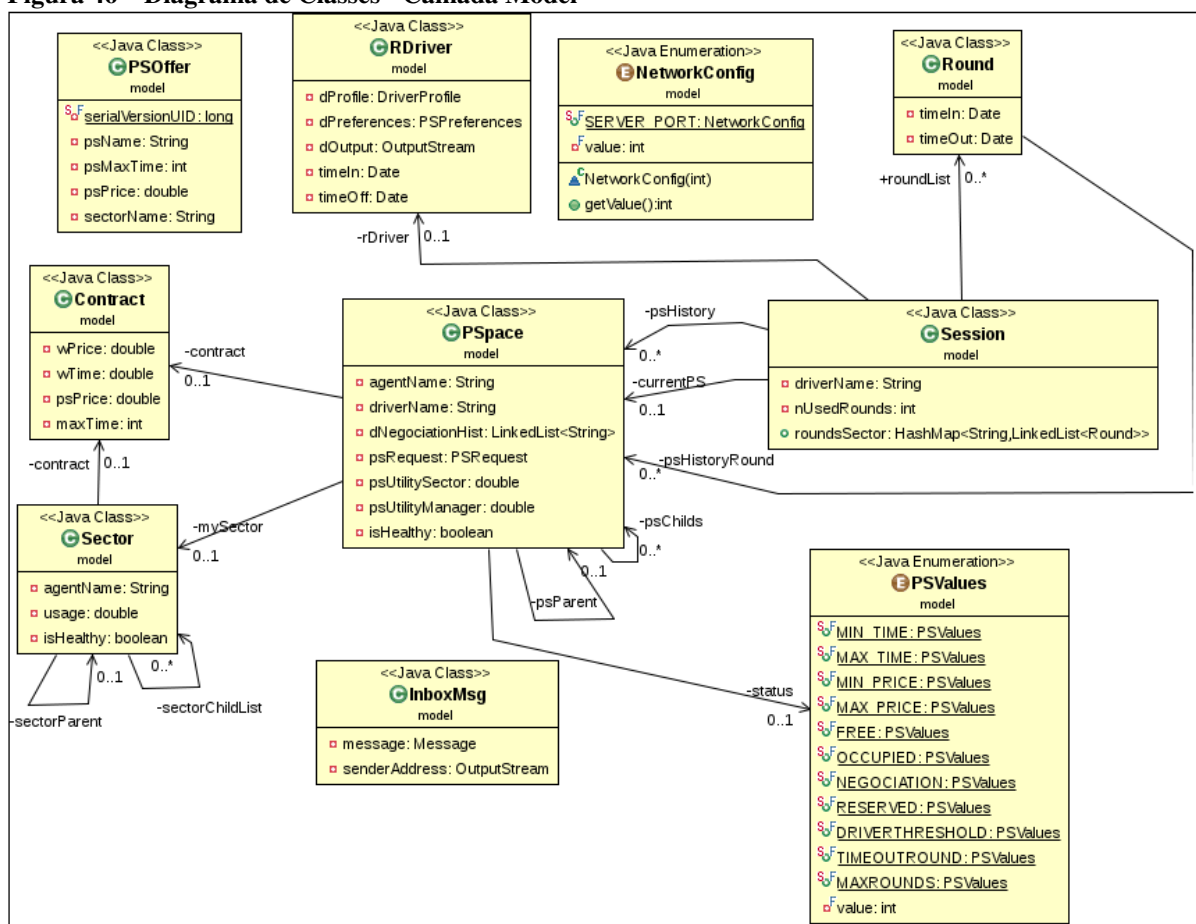 Figura 46 – Diagrama de Classes - Camada Model
<<Java Class>>
PSOffer
model
serialVersionUID: long
psName: String
psMaxTime: int
psPrice: double
sectorName: String
<<Java Class>>
RDriver
model
dProfile: DriverProfile
dPreferences: PSPreferences
dOutput: OutputStream
timeIn: Date
timeOff: Date
<<Java Enumeration>>
NetworkConfig
model
SERVER_PORT: NetworkConfig
value: int
NetworkConfig(int)
getValue():int
<<Java Class>>
Round
model
timeIn: Date
timeOut: Date
+roundList
0..*
-rDriver
0..1
<<Java Class>>
Contract
model
wPrice: double
wTime: double
psPrice: double
maxTime: int
-contract
0..1
<<Java Class>>
PSpace
model
agentName: String
driverName: String
dNegociationHist: LinkedList<String>
psRequest: PSRequest
psUtilitySector: double
psUtilityManager: double
isHealthy: boolean
-psHistory
0..*
-currentPS
0..1
<<Java Class>>
Session
model
driverName: String
nUsedRounds: int
roundsSector: HashMap<String,LinkedList<Round>>
-psHistoryRound
0..*
-contract
0..1
-mySector
0..1
-psChilds
0..*
0..1
-psParent
<<Java Class>>
Sector
model
agentName: String
usage: double
isHealthy: boolean
0..1
0..*
-sectorParent
-sectorChildList
<<Java Class>>
InboxMsg
model
message: Message
senderAddress: OutputStream
-status
0..1
<<Java Enumeration>>
PSValues
model
MIN_TIME: PSValues
MAX_TIME: PSValues
MIN_PRICE: PSValues
MAX_PRICE: PSValues
FREE: PSValues
OCCUPIED: PSValues
NEGOCIATION: PSValues
RESERVED: PSValues
DRIVERTHRESHOLD: PSValues
TIMEOUTROUND: PSValues
MAXROUNDS: PSValues
value: int